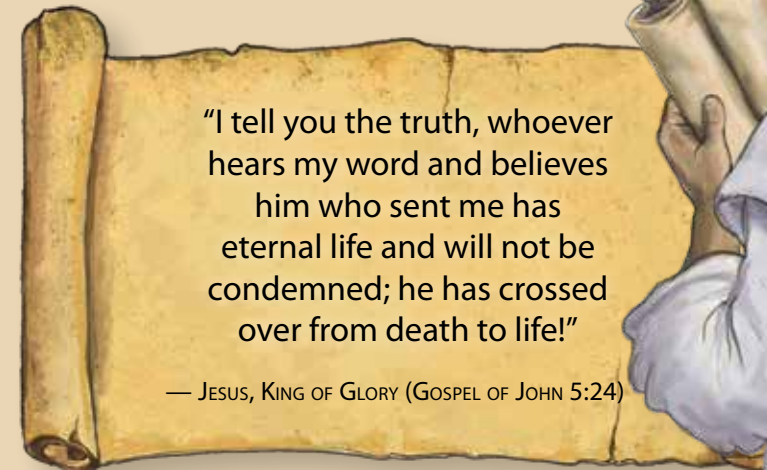 “I tell you the truth, whoever
hears my word and believes
him who sent me has
eternal life and will not be
condemned; he has crossed
over from death to life!”
— Jesus, King of Glory (Gospel of John 5:24)